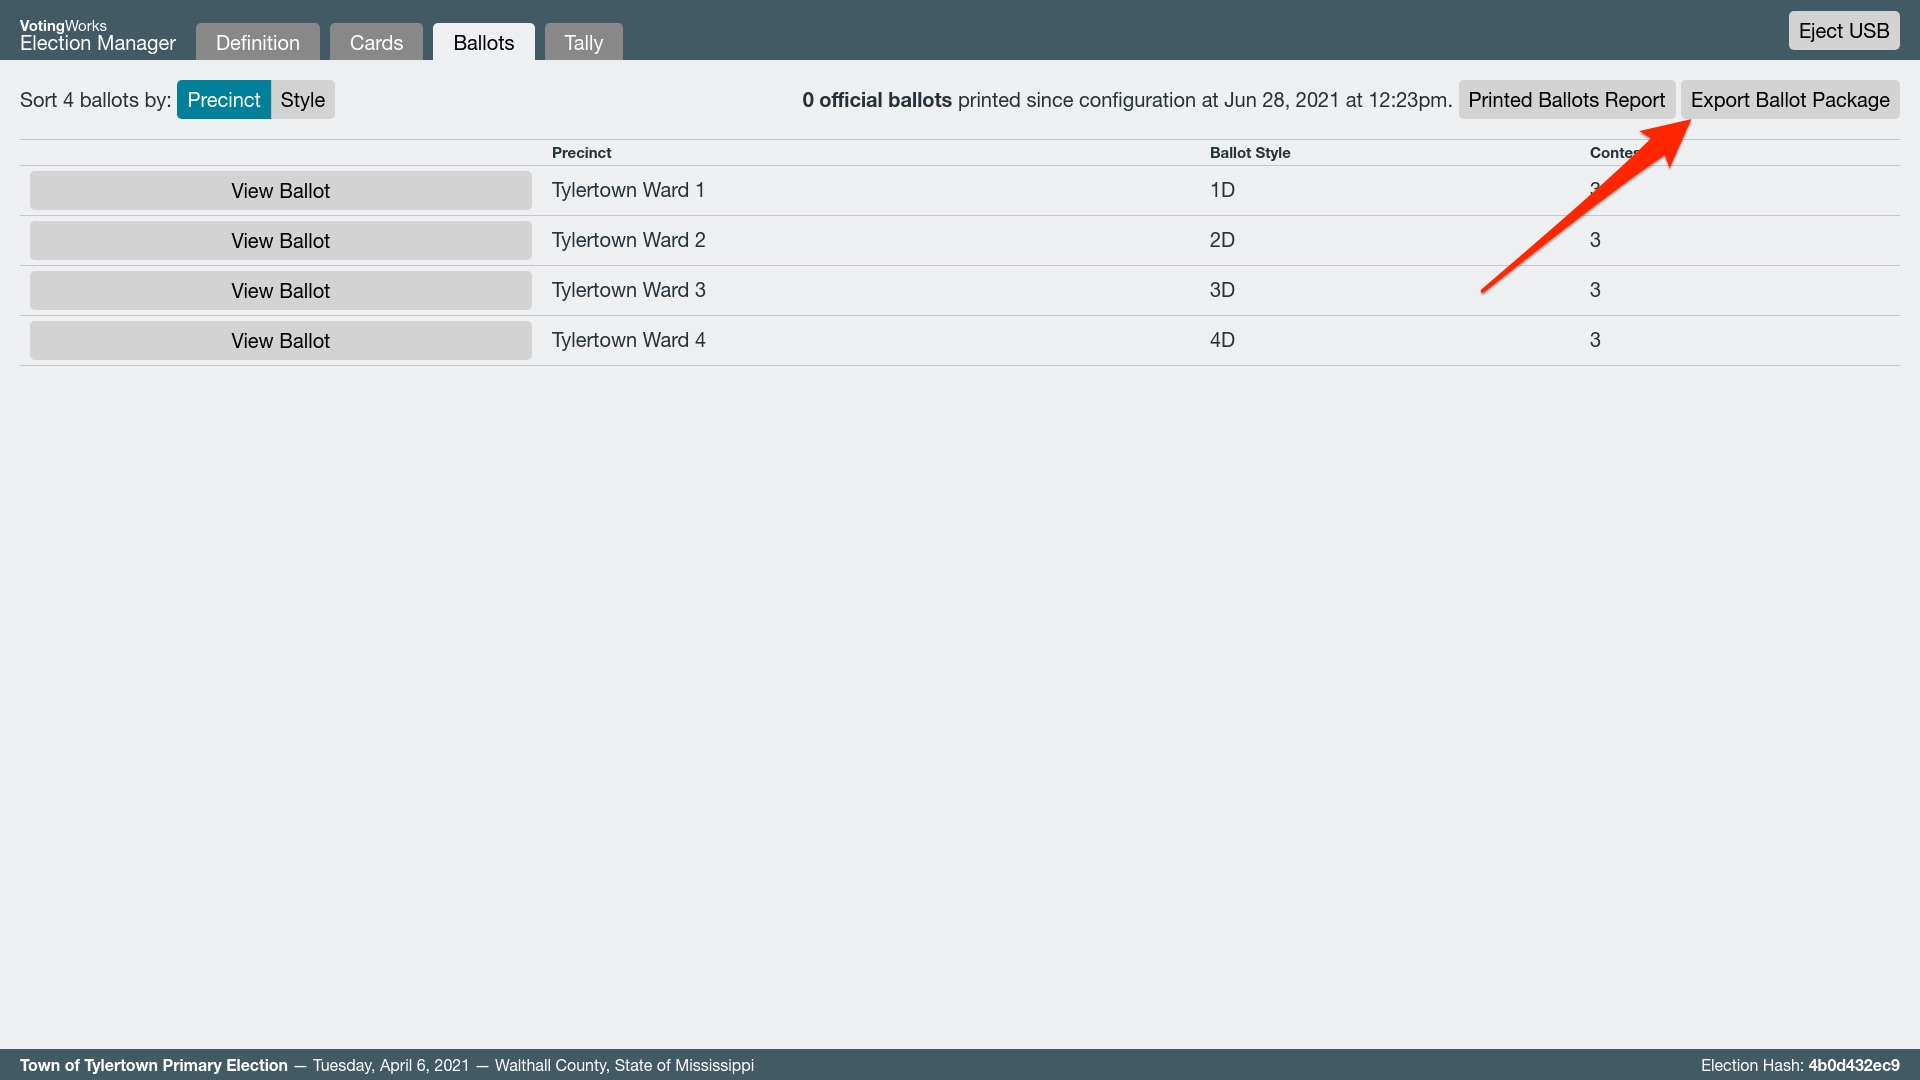 VotingWorks
Election Manager
Definition
Cards
Ballots
Tally
Eject USB
Sort 4 ballots by: Precinct Style
0 official ballots printed since configuration at Jun 28, 2021 at 12:23pm. Printed Ballots Report Export Ballot Package
Precinct Ballot Style
View Ballot Tylertown Ward 1 1D 3
View Ballot Tylertown Ward 2 2D 3
View Ballot Tylertown Ward 3 3D 3
View Ballot Tylertown Ward 4 4D 3
Town of Tylertown Primary Election — Tuesday, April 6, 2021 — Walthall County, State of Mississippi
Election Hash: 4b0d432ec9